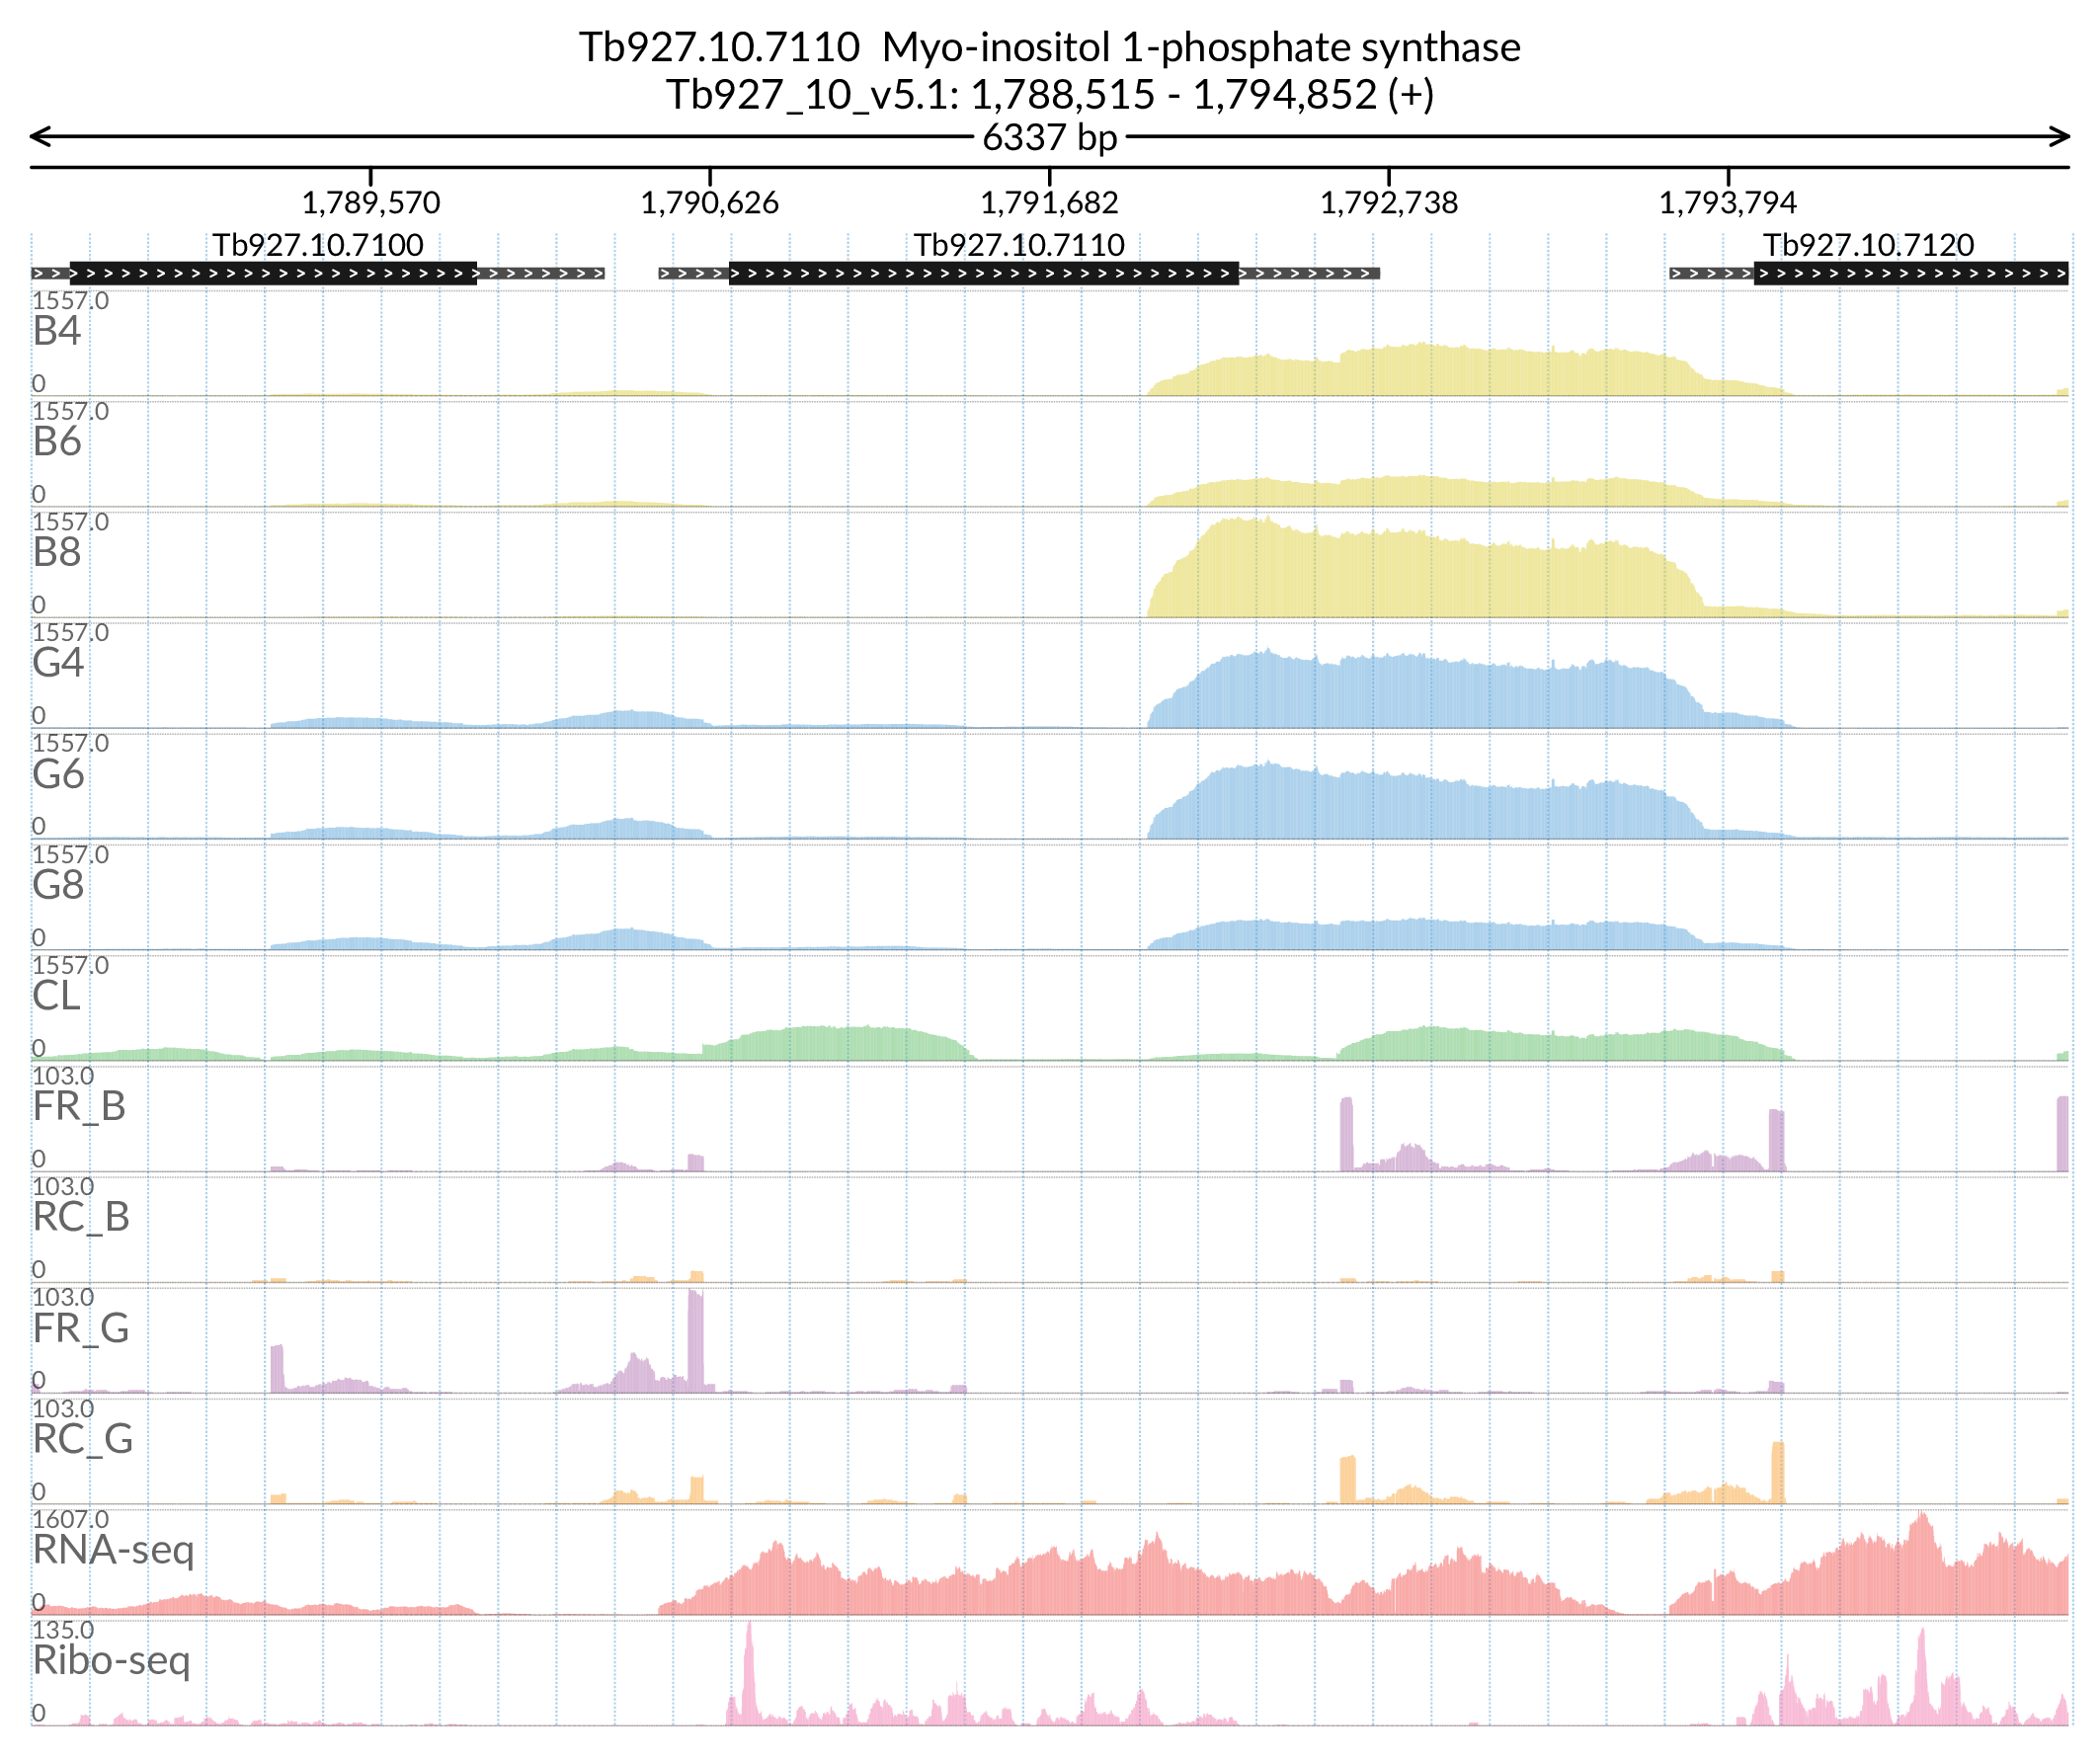 Tb927.10.7110  Myo-inositol 1-phosphate synthase
Tb927_10_v5.1: 1,788,515 - 1,794,852 (+)
6337 bp
1,789,570 1,790,626 1,791,682 1,792,738 1,793,794
Tb927.10.7100 Tb927.10.7110 Tb927.10.7120
1557.0
B4
0
1557.0
B6
0
1557.0
B8
0
1557.0
G4
0
1557.0
G6
0
1557.0
G8
0
1557.0
CL
0
103.0
FR_B
0
103.0
RC_B
0
103.0
FR_G
0
103.0
RC_G
0
1607.0
RNA-seq
0
135.0
Ribo-seq
0